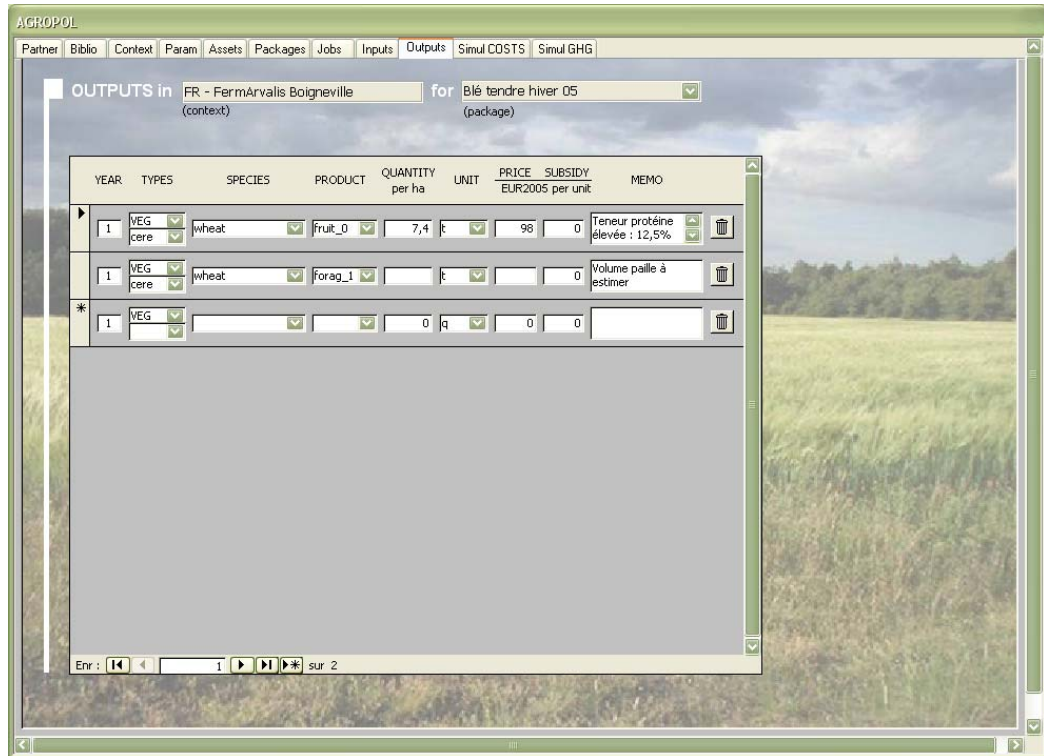 AGROPOL
Partner Biblio Context Param Assets Packages Jobs Inputs Outputs Simul COSTS Simul GHG
OUTPUTS in FR - FermArvalis Boigneville for Blé tendre hiver 05
(context) (package)
YEAR TYPES SPECIES PRODUCT QUANTITY per ha UNIT PRICE SUBSIDY EUR2005 per unit MEMO
1 VEG wheat fruit_0 7,4 t 98 0 Teneur protéine
cere élevée : 12,5%
1 VEG wheat forag_1 t 0 Volume paille à
cere estimer
* 1 VEG 0 q 0 0
Enr : 1 sur 2